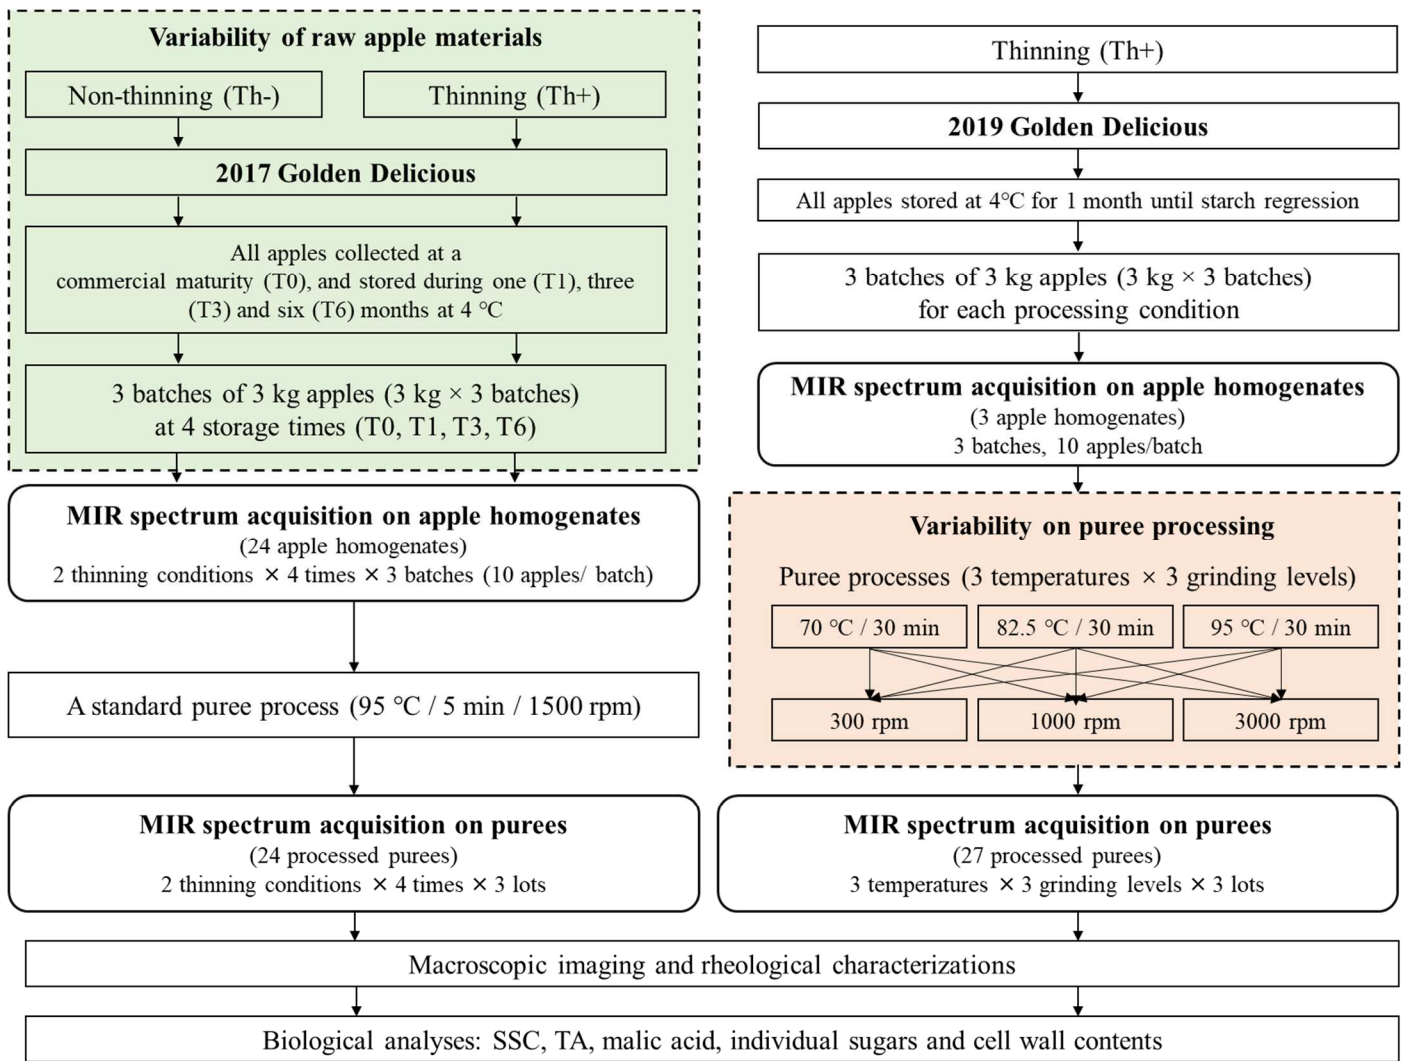 Variability of raw apple materials
Non-thinning (Th-)
Thinning (Th+)
2017 Golden Delicious
All apples collected at a
commercial maturity (T0), and stored during one (T1), three
(T3) and six (T6) months at 4 °C
3 batches of 3 kg apples (3 kg × 3 batches)
at 4 storage times (T0, T1, T3, T6)
MIR spectrum acquisition on apple homogenates
(24 apple homogenates)
2 thinning conditions × 4 times × 3 batches (10 apples/ batch)
A standard puree process (95 °C / 5 min / 1500 rpm)
MIR spectrum acquisition on purees
(24 processed purees)
2 thinning conditions × 4 times × 3 lots
Thinning (Th+)
2019 Golden Delicious
All apples stored at 4°C for 1 month until starch regression
3 batches of 3 kg apples (3 kg × 3 batches)
for each processing condition
MIR spectrum acquisition on apple homogenates
(3 apple homogenates)
3 batches, 10 apples/batch
Variability on puree processing
Puree processes (3 temperatures × 3 grinding levels)
70 °C / 30 min
82.5 °C / 30 min
95 °C / 30 min
300 rpm
1000 rpm
3000 rpm
MIR spectrum acquisition on purees
(27 processed purees)
3 temperatures × 3 grinding levels × 3 lots
Macroscopic imaging and rheological characterizations
Biological analyses: SSC, TA, malic acid, individual sugars and cell wall contents